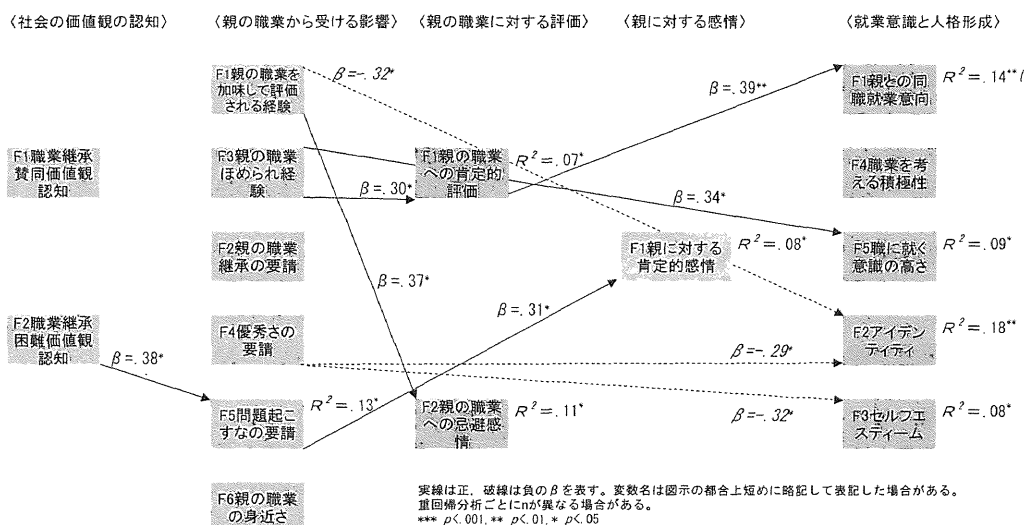 〈社会の価値観の認知〉 〈親の職業から受ける影響〉 〈親の職業に対する評価〉 〈親に対する感情〉 〈就業意識と人格形成〉
F1親の職業を
加味して評価
される経験
β=-.32*
β=.39**
F1親との同
職就業意向
R²=.14**(
F1職業継承
賛同価値観
認知
F3親の職業
ほめられ経
験
β=.30*
F1親の職業
への肯定的
評価
R²=.07*
β=.34*
F4職業を考
える積極性
F2親の職業
継承の要請
β=.37*
F1親に対する
肯定的感情
R²=.08*
F5職に就く
意識の高さ
R²=.09*
F2職業継承
困難価値観
認知
β=.38*
F4優秀さの
要請
β=.31*
β=-.29*
F2アイデン
ティティ
R²=.18**
F5問題起こ
すなの要請
R²=.13*
F2親の職業
への忌避感
情
R²=.11*
β=-.32*
F3セルフエ
スティーム
R²=.08*
F6親の職業
の身近さ
実線は正，破線は負のβを表す。変数名は図示の都合上短めに略記して表記した場合がある。
重回帰分析ごとにnが異なる場合がある。
*** p<.001, ** p<.01, * p<.05